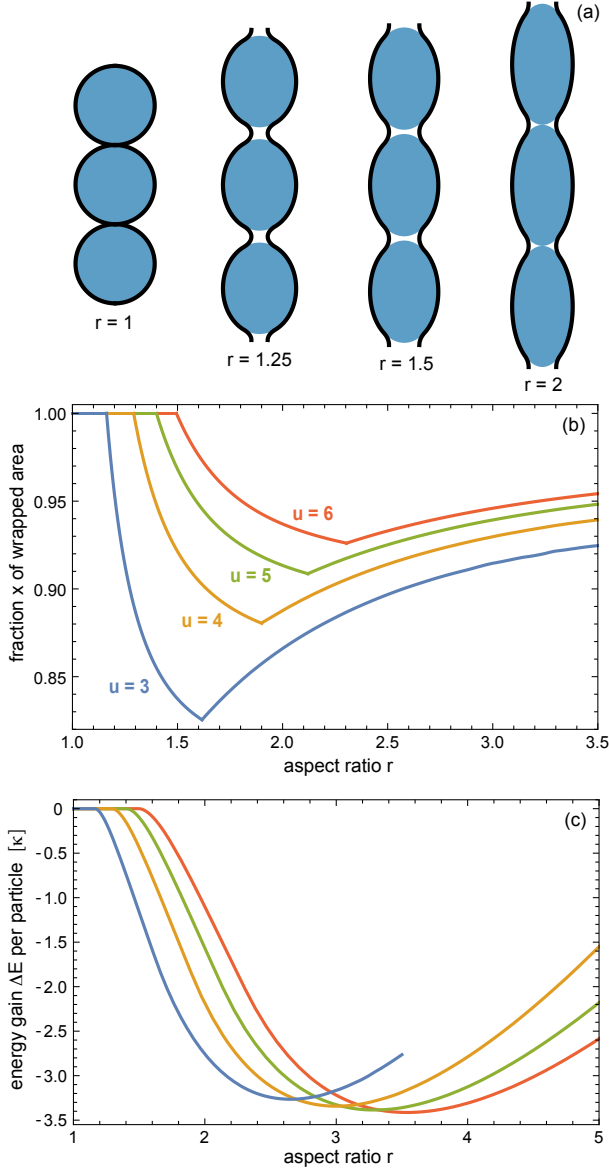 (a)
r = 1
r = 1.25
r = 1.5
r = 2
(b)
fraction x of wrapped area
1.00
0.95
0.90
0.85
u = 6
u = 5
u = 4
u = 3
1.0 1.5 2.0 2.5 3.0 3.5
aspect ratio r
(c)
energy gain ΔE per particle [κ]
0
-0.5
-1.0
-1.5
-2.0
-2.5
-3.0
-3.5
1 2 3 4 5
aspect ratio r